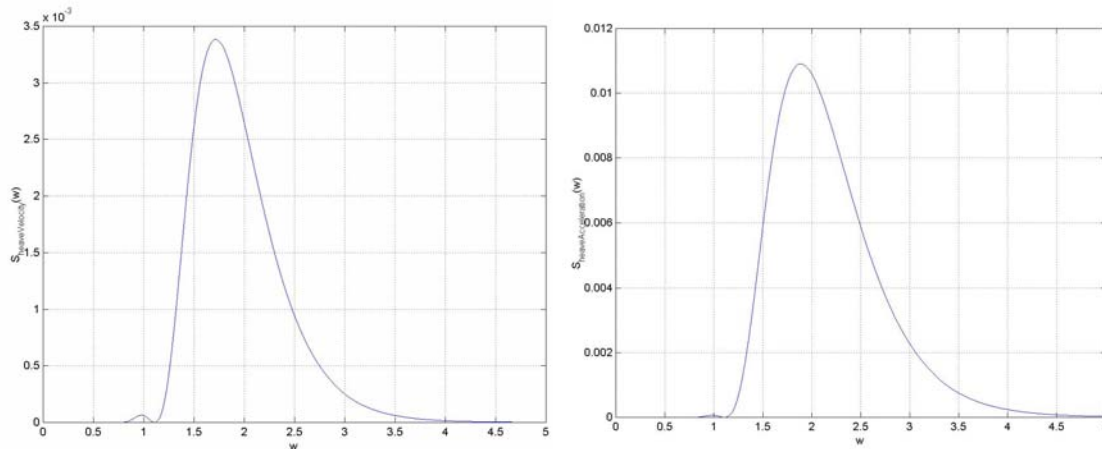 x 10⁻³
3.5
3
2.5
2
1.5
1
0.5
0
S_heaveVelocity(w)
0 0.5 1 1.5 2 2.5 3 3.5 4 4.5 5
w
0.012
0.01
0.008
0.006
0.004
0.002
0
S_heaveAcceleration(w)
0 0.5 1 1.5 2 2.5 3 3.5 4 4.5
w